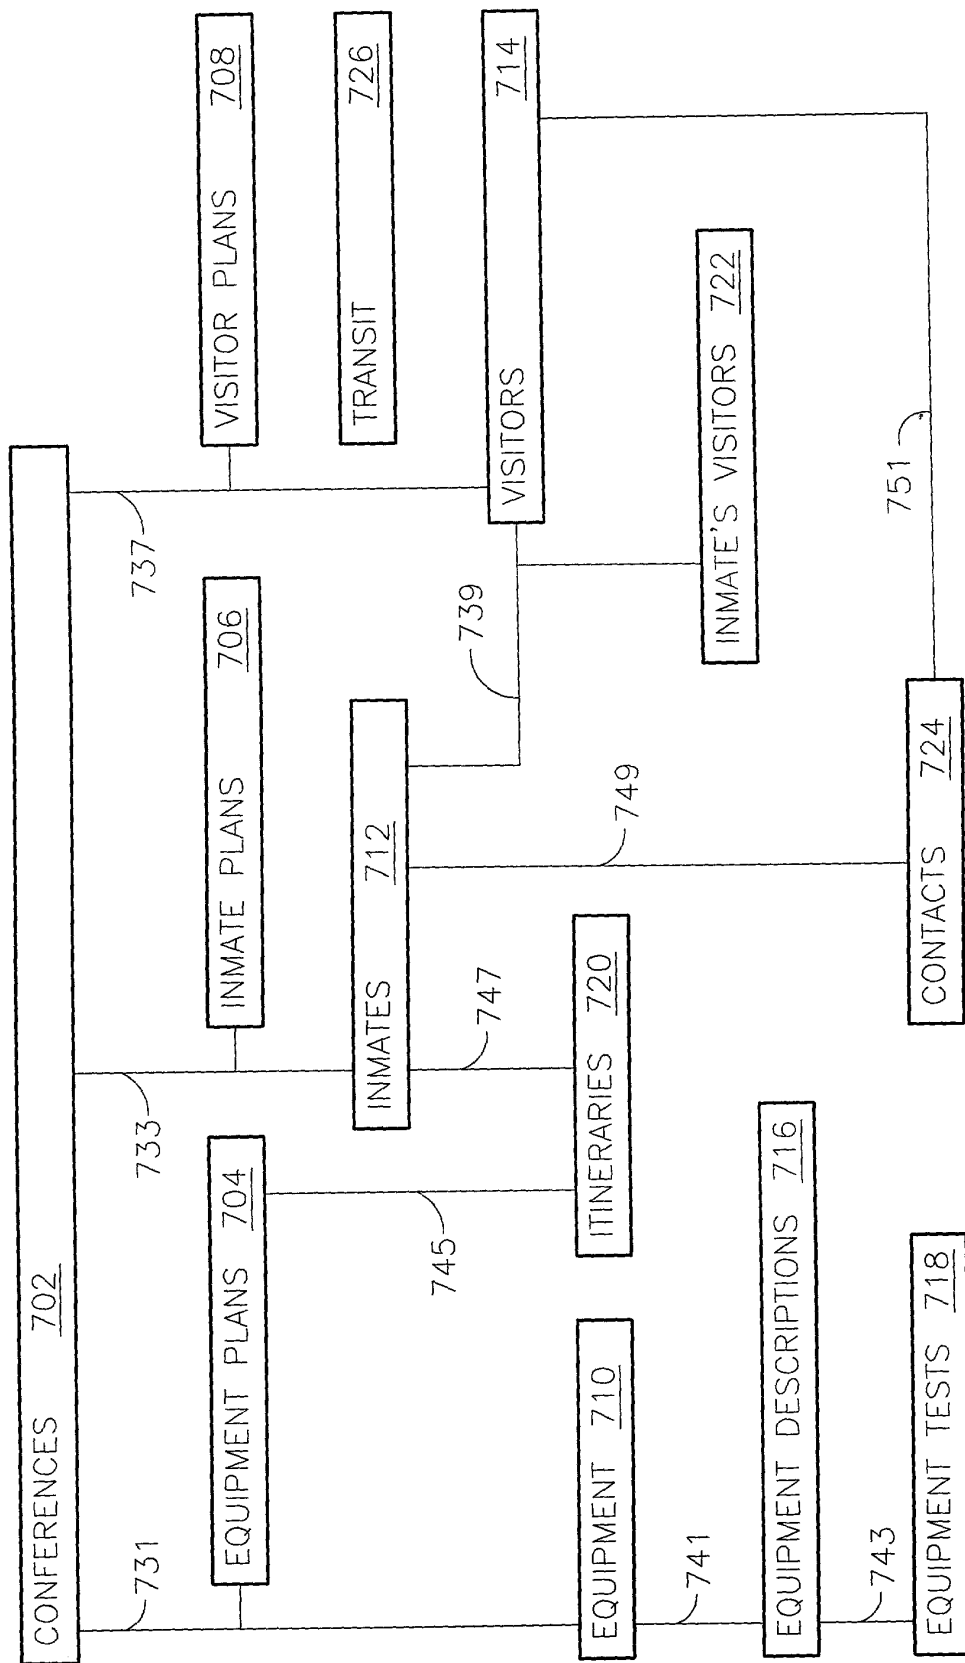 CONFERENCES 702
731
733
737
EQUIPMENT PLANS 704
INMATE PLANS 706
VISITOR PLANS 708
TRANSIT 726
INMATES 712
745
747
739
VISITORS 714
EQUIPMENT 710
ITINERARIES 720
749
741
INMATE'S VISITORS 722
EQUIPMENT DESCRIPTIONS 716
743
751
EQUIPMENT TESTS 718
CONTACTS 724